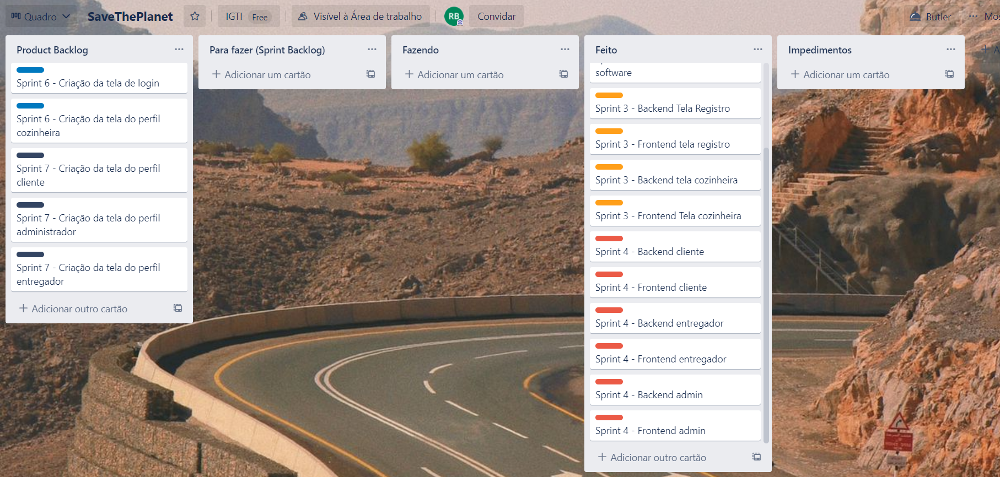 Quadro
SaveThePlanet
IGTI Free
Visível à Área de trabalho
RB
Convidar
Butler
Product Backlog
Sprint 6 - Criação da tela de login
Sprint 6 - Criação da tela do perfil
cozinheira
Sprint 7 - Criação da tela do perfil
cliente
Sprint 7 - Criação da tela do perfil
administrador
Sprint 7 - Criação da tela do perfil
entregador
+ Adicionar outro cartão
Para fazer (Sprint Backlog)
+ Adicionar um cartão
Fazendo
+ Adicionar um cartão
Feito
software
Sprint 3 - Backend Tela Registro
Sprint 3 - Frontend tela registro
Sprint 3 - Backend tela cozinheira
Sprint 3 - Frontend Tela cozinheira
Sprint 4 - Backend cliente
Sprint 4 - Frontend cliente
Sprint 4 - Backend entregador
Sprint 4 - Frontend entregador
Sprint 4 - Backend admin
Sprint 4 - Frontend admin
+ Adicionar outro cartão
Impedimentos
+ Adicionar um cartão